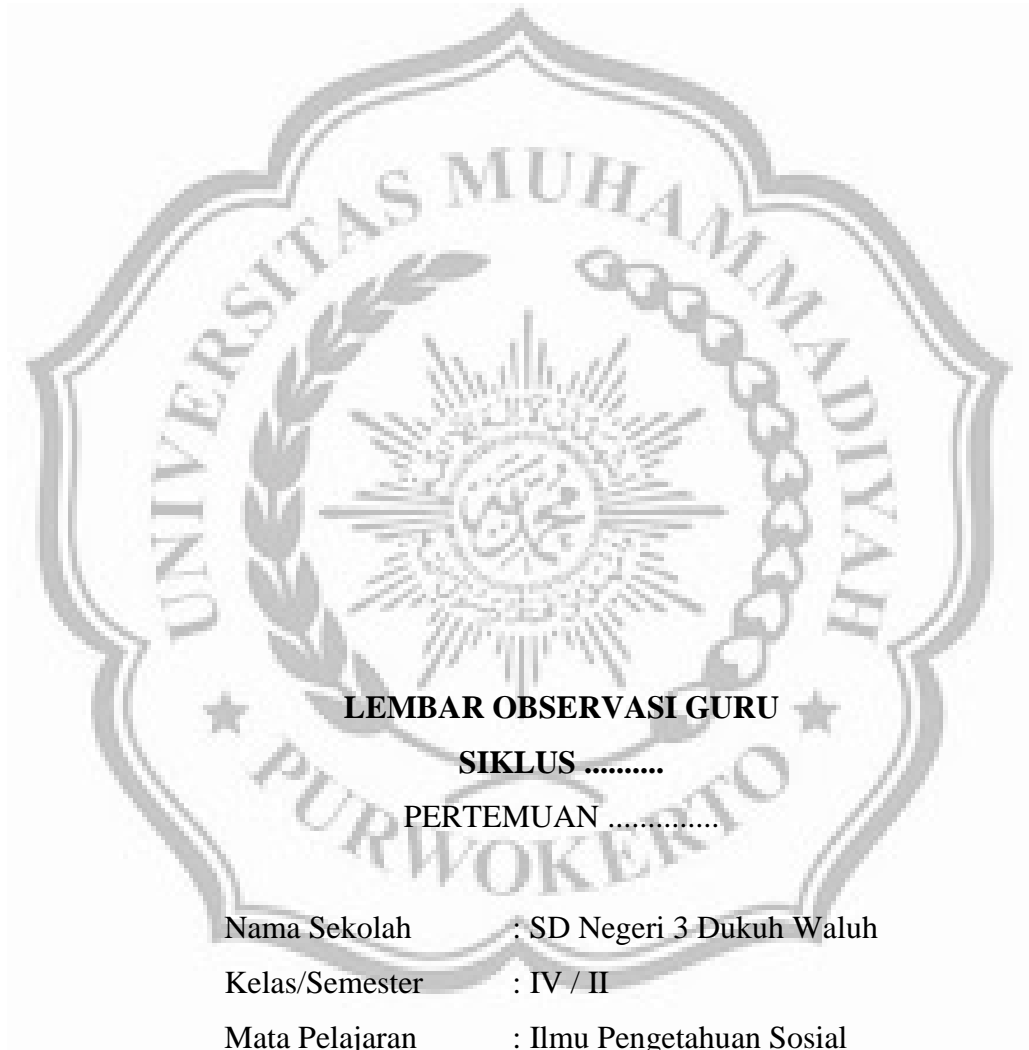 UNIVERSITAS MUHAMMADIYAH
LEMBAR OBSERVASI GURU
SIKLUS ..........
PERTEMUAN ..............
PURWOKERTO
Nama Sekolah : SD Negeri 3 Dukuh Waluh
Kelas/Semester : IV / II
Mata Pelajaran : Ilmu Pengetahuan Sosial